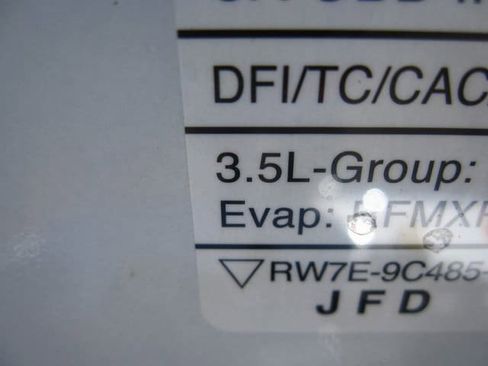 DFI/TC/CAC
3.5L-Group:
Evap:
RW7E-9C485-
JFD